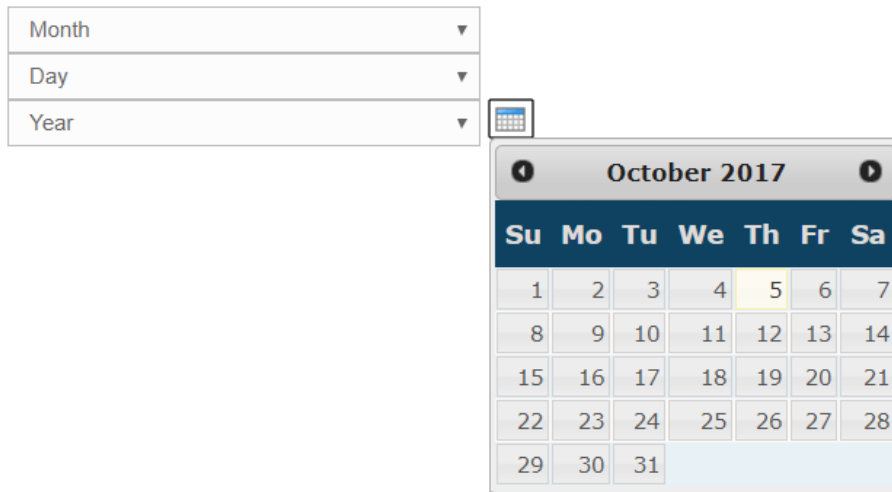 Month
Day
Year
October 2017
Su Mo Tu We Th Fr Sa
1 2 3 4 5 6 7
8 9 10 11 12 13 14
15 16 17 18 19 20 21
22 23 24 25 26 27 28
29 30 31